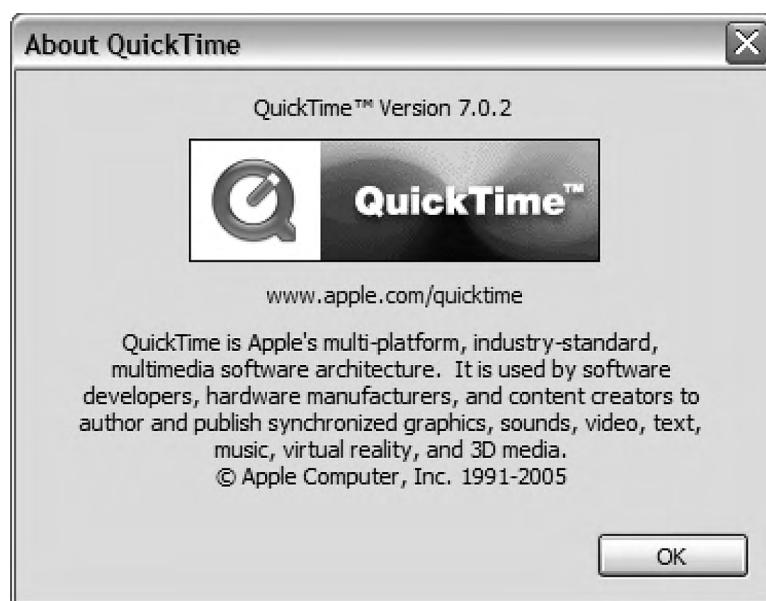 About QuickTime
QuickTime™ Version 7.0.2
QuickTime™
www.apple.com/quicktime
QuickTime is Apple's multi-platform, industry-standard,
multimedia software architecture.  It is used by software
developers, hardware manufacturers, and content creators to
author and publish synchronized graphics, sounds, video, text,
music, virtual reality, and 3D media.
© Apple Computer, Inc. 1991-2005
OK